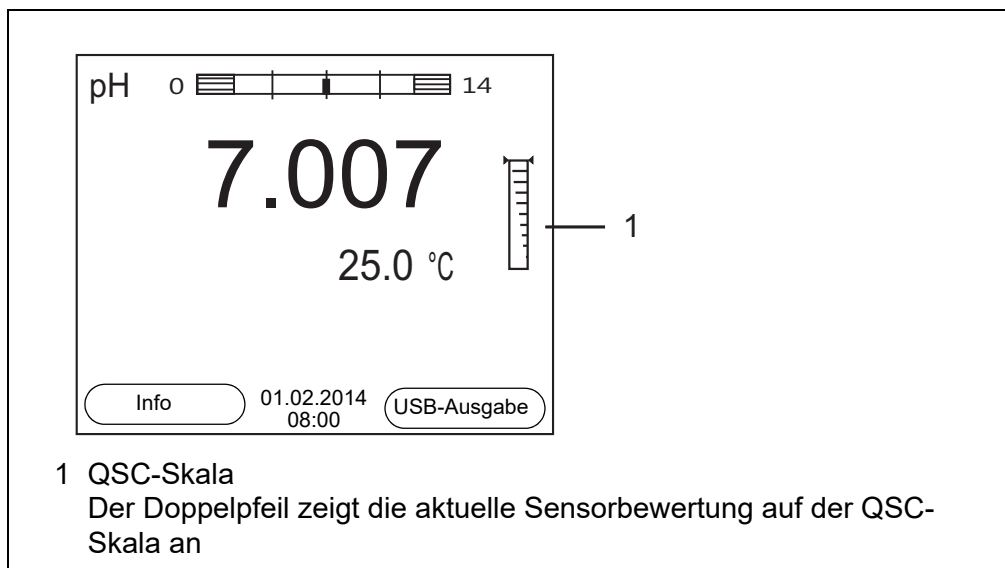 pH 0 14
7.007
1
25.0 °C
Info
01.02.2014
08:00
USB-Ausgabe
1 QSC-Skala
Der Doppelpfeil zeigt die aktuelle Sensorbewertung auf der QSC-
Skala an